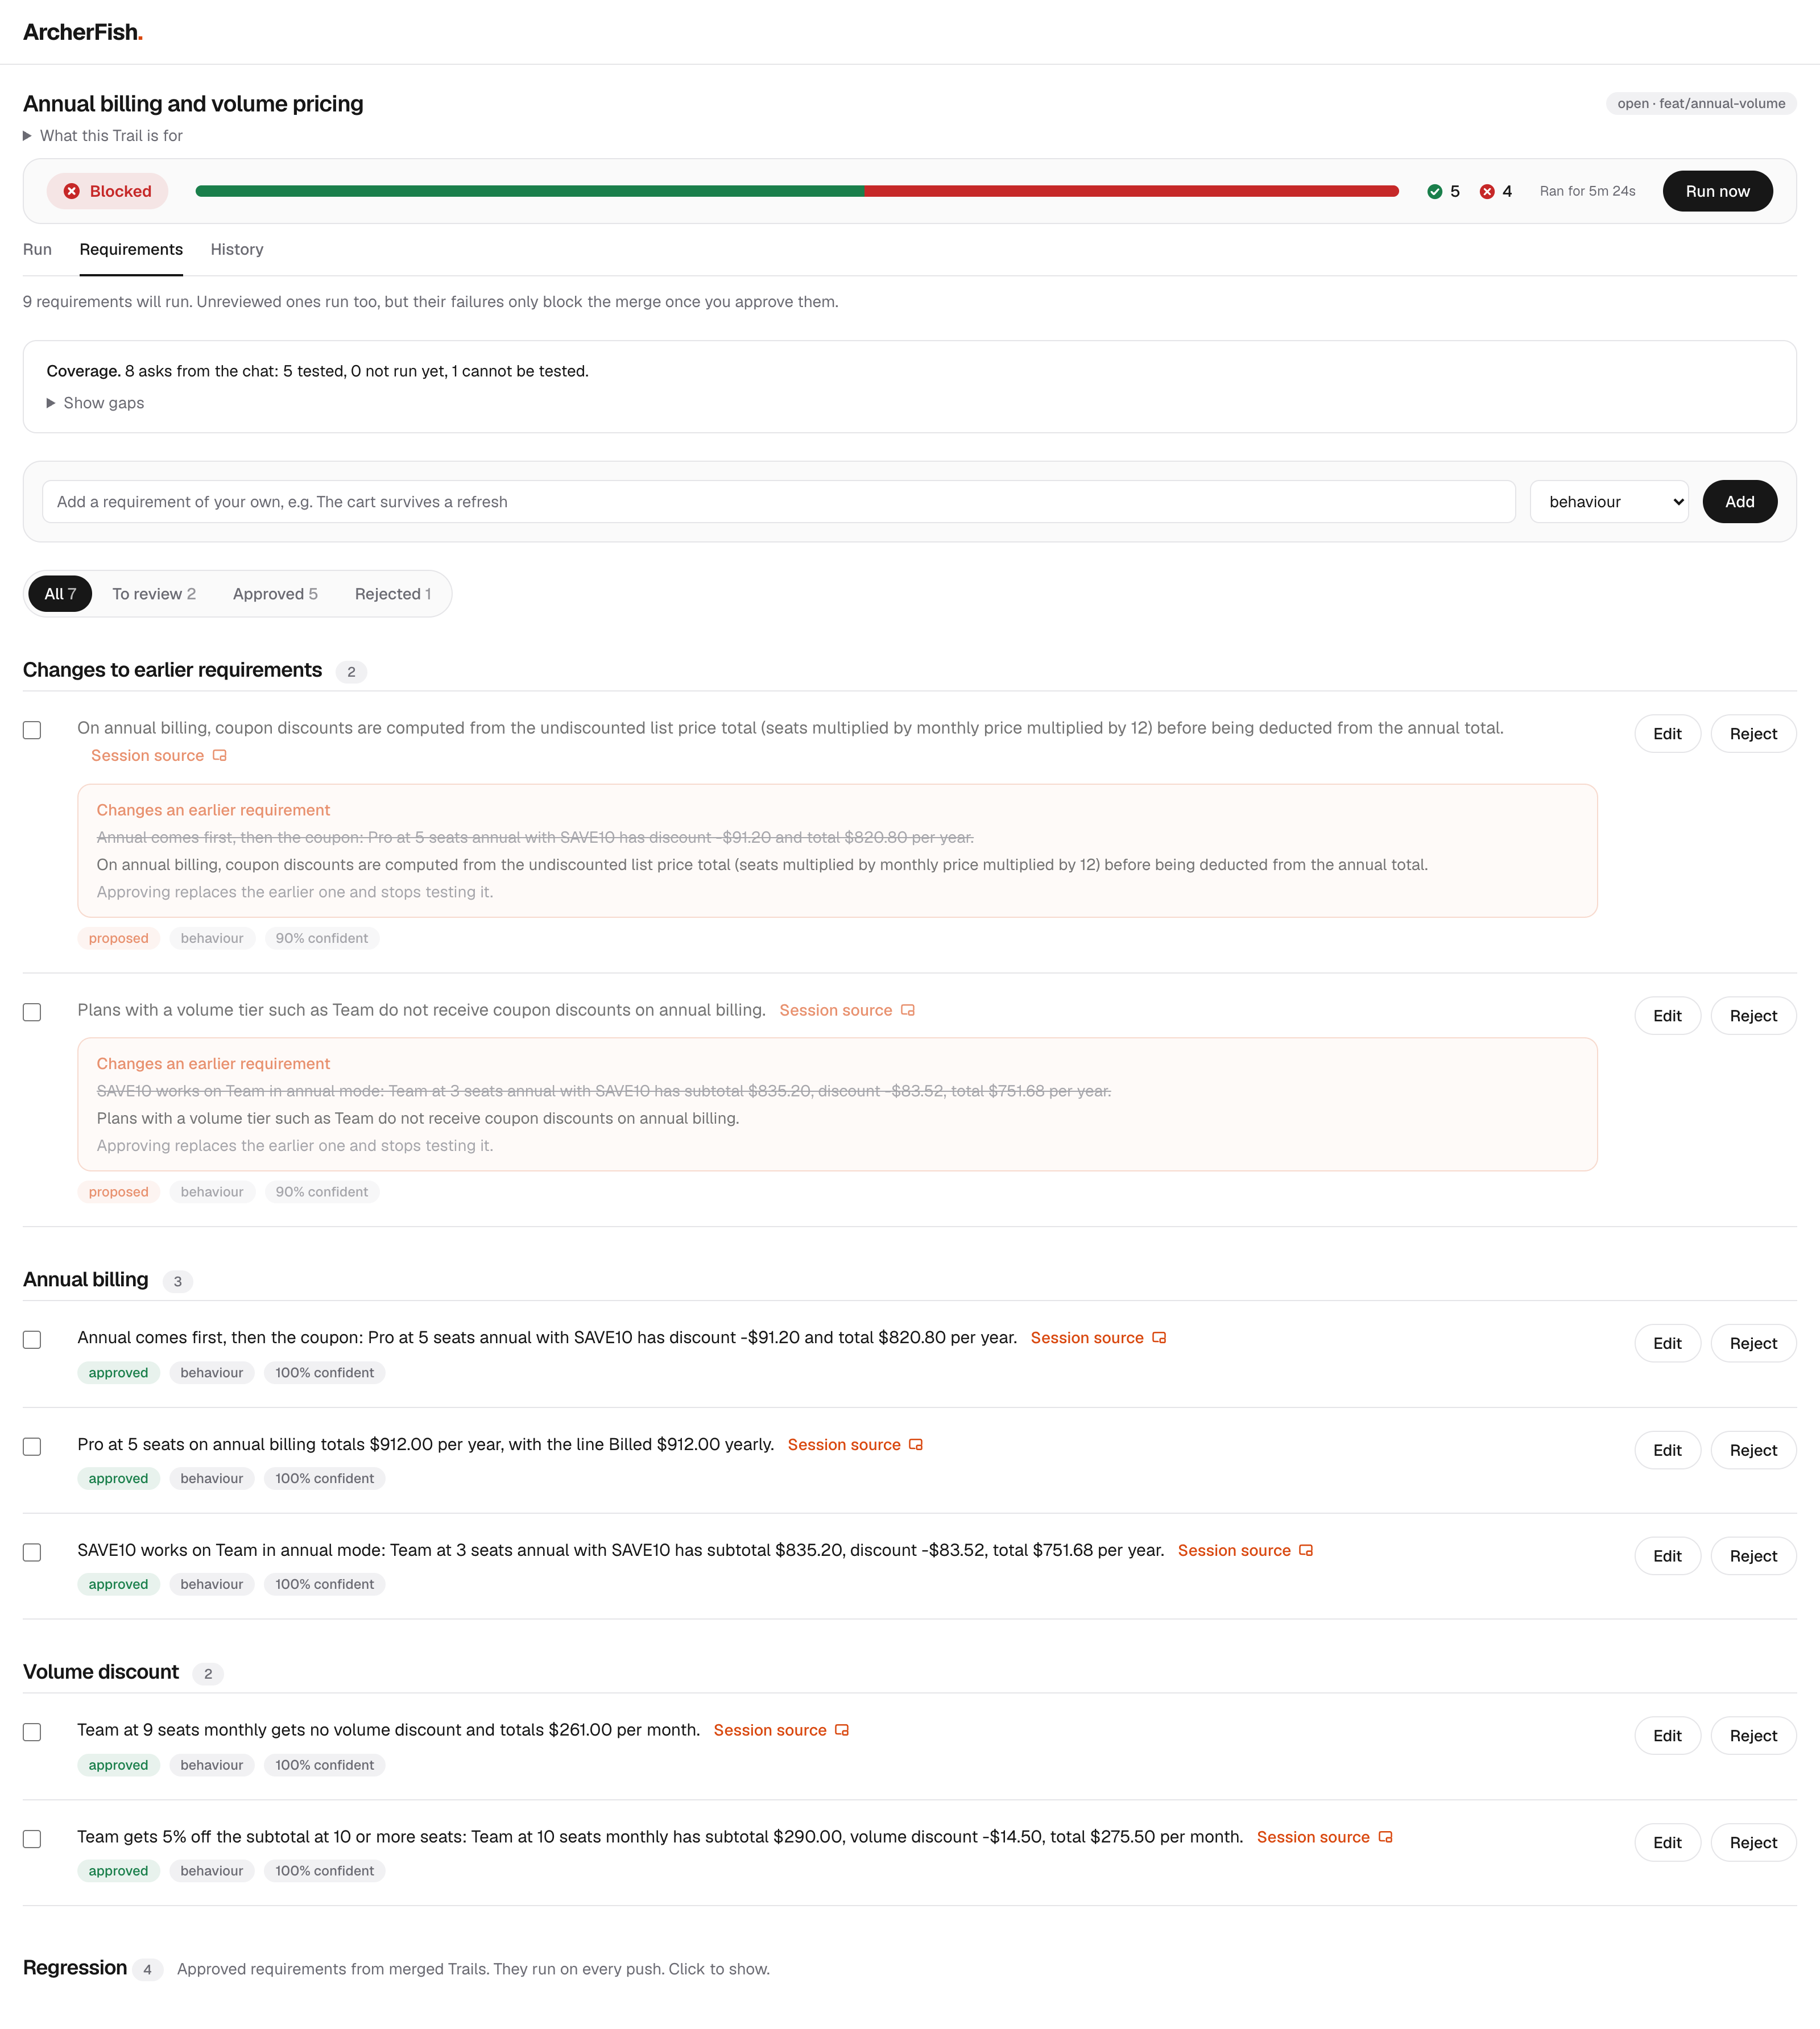 ArcherFish.
Annual billing and volume pricing
open · feat/annual-volume
What this Trail is for
Blocked
5
4
Ran for 5m 24s
Run now
Run
Requirements
History
9 requirements will run. Unreviewed ones run too, but their failures only block the merge once you approve them.
Coverage. 8 asks from the chat: 5 tested, 0 not run yet, 1 cannot be tested.
Show gaps
Add a requirement of your own, e.g. The cart survives a refresh
behaviour
Add
All 7
To review 2
Approved 5
Rejected 1
Changes to earlier requirements 2
On annual billing, coupon discounts are computed from the undiscounted list price total (seats multiplied by monthly price multiplied by 12) before being deducted from the annual total.
Session source
Edit
Reject
Changes an earlier requirement
Annual comes first, then the coupon: Pro at 5 seats annual with SAVE10 has discount -$91.20 and total $820.80 per year.
On annual billing, coupon discounts are computed from the undiscounted list price total (seats multiplied by monthly price multiplied by 12) before being deducted from the annual total.
Approving replaces the earlier one and stops testing it.
proposed
behaviour
90% confident
Plans with a volume tier such as Team do not receive coupon discounts on annual billing. Session source
Edit
Reject
Changes an earlier requirement
SAVE10 works on Team in annual mode: Team at 3 seats annual with SAVE10 has subtotal $835.20, discount -$83.52, total $751.68 per year.
Plans with a volume tier such as Team do not receive coupon discounts on annual billing.
Approving replaces the earlier one and stops testing it.
proposed
behaviour
90% confident
Annual billing 3
Annual comes first, then the coupon: Pro at 5 seats annual with SAVE10 has discount -$91.20 and total $820.80 per year. Session source
Edit
Reject
approved
behaviour
100% confident
Pro at 5 seats on annual billing totals $912.00 per year, with the line Billed $912.00 yearly. Session source
Edit
Reject
approved
behaviour
100% confident
SAVE10 works on Team in annual mode: Team at 3 seats annual with SAVE10 has subtotal $835.20, discount -$83.52, total $751.68 per year. Session source
Edit
Reject
approved
behaviour
100% confident
Volume discount 2
Team at 9 seats monthly gets no volume discount and totals $261.00 per month. Session source
Edit
Reject
approved
behaviour
100% confident
Team gets 5% off the subtotal at 10 or more seats: Team at 10 seats monthly has subtotal $290.00, volume discount -$14.50, total $275.50 per month. Session source
Edit
Reject
approved
behaviour
100% confident
Regression 4 Approved requirements from merged Trails. They run on every push. Click to show.